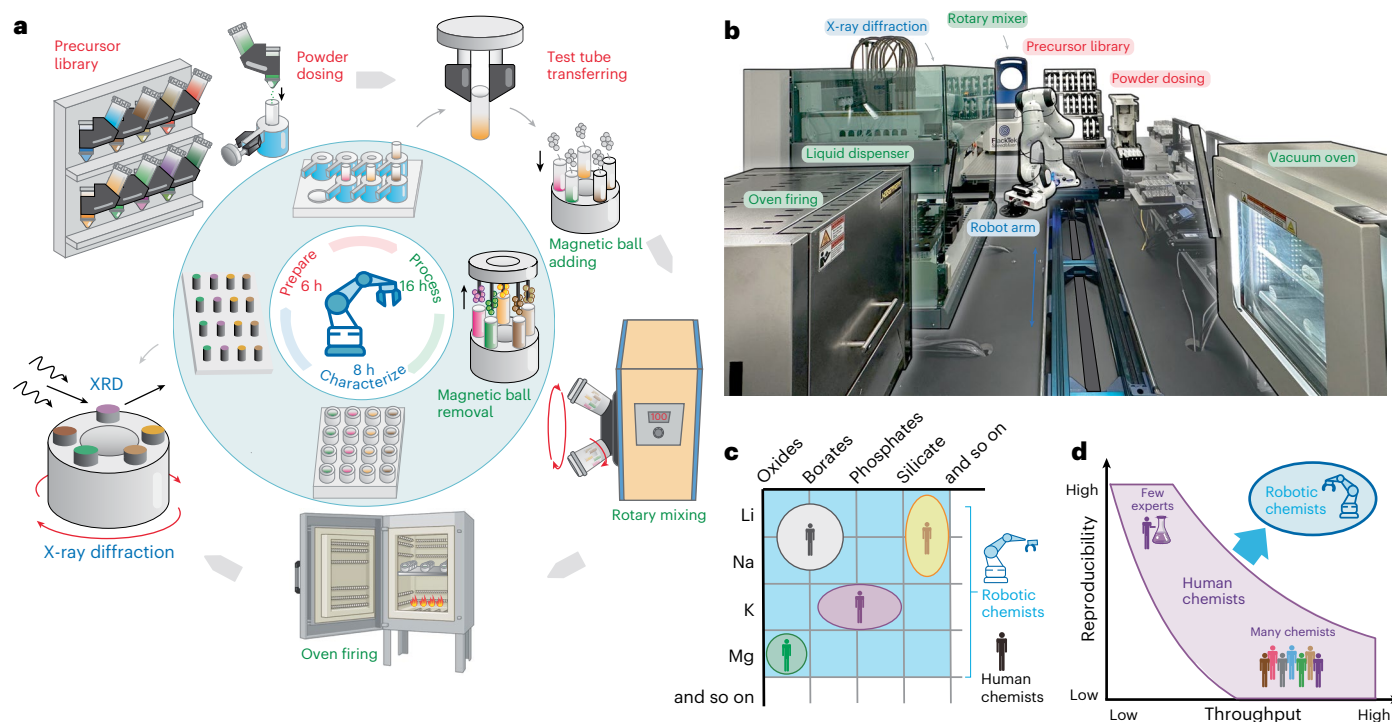 a
Precursor
library
Powder
dosing
Test tube
transferring
Magnetic ball
adding
Prepare
6 h
Process
16 h
8 h
Characterize
Magnetic ball
removal
100
Rotary mixing
XRD
X-ray diffraction
Oven firing
b
X-ray diffraction
Rotary mixer
Precursor library
Powder dosing
FlackTek
Liquid dispenser
Vacuum oven
Oven firing
Robot arm
c
Oxides
Borates
Phosphates
Silicate
and so on
Li
Na
K
Mg
and so on
Robotic
chemists
Human
chemists
d
Reproducibility
High
Low
Few
experts
Robotic
chemists
Human
chemists
Many chemists
Low
Throughput
High